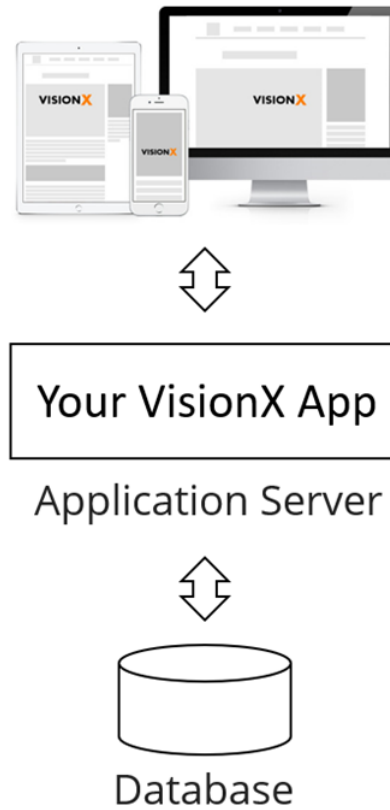 VISIONX
VISIONX
VISIONX
Your VisionX App
Application Server
Database